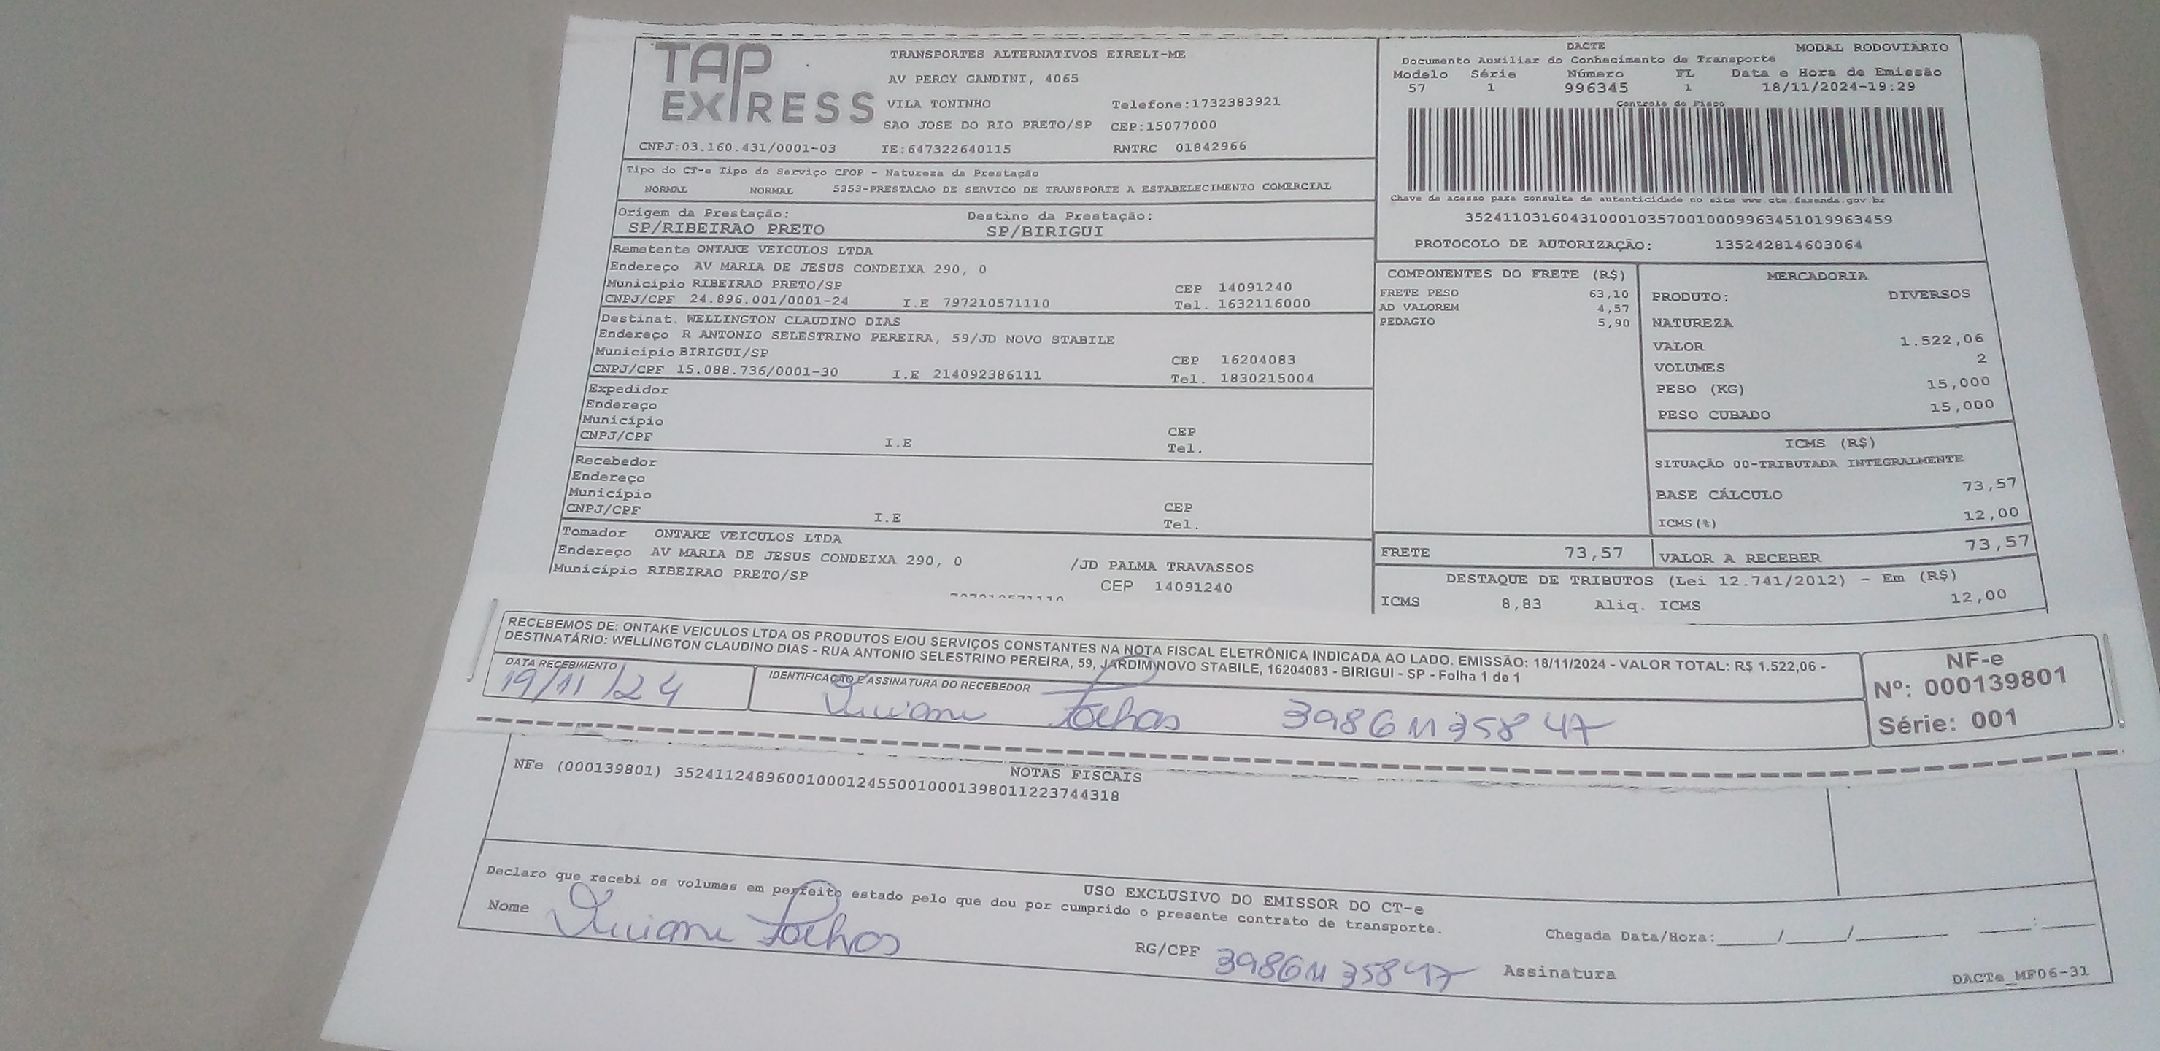 TAP EXPRESS
TRANSPORTES ALTERNATIVOS EIRELI-ME
AV PERCY GANDINI, 4065
VILA TONINHO Telefone:1732383921
SAO JOSE DO RIO PRETO/SP CEP:15077000
CNPJ:03.160.431/0001-03 IE:647322640115 RNTRC 01842966
DACTE MODAL RODOVIÁRIO
Documento Auxiliar do Conhecimento de Transporte
Modelo Série Número FL Data e Hora de Emissão
57 1 996345 1 18/11/2024-19:29
Controle do Fisco
Chave de acesso para consulta de autenticidade no site www.cte.fazenda.gov.br
35241103160431000103570010009963451019963459
PROTOCOLO DE AUTORIZAÇÃO: 135242814603064
Tipo do CT-e Tipo do Serviço CFOP - Natureza da Prestação
NORMAL NORMAL 5353-PRESTACAO DE SERVICO DE TRANSPORTE A ESTABELECIMENTO COMERCIAL
Origem da Prestação: Destino da Prestação:
SP/RIBEIRAO PRETO SP/BIRIGUI
Remetente ONTAKE VEICULOS LTDA
Endereço AV MARIA DE JESUS CONDEIXA 290, 0
Município RIBEIRAO PRETO/SP CEP 14091240
CNPJ/CPF 24.896.001/0001-24 I.E 797210571110 Tel. 1632116000
Destinat. WELLINGTON CLAUDINO DIAS
Endereço R ANTONIO SELESTRINO PEREIRA, 59/JD NOVO STABILE
Município BIRIGUI/SP CEP 16204083
CNPJ/CPF 15.088.736/0001-30 I.E 214092386111 Tel. 1830215004
Expedidor
Endereço
Município CEP
CNPJ/CPF I.E Tel.
Recebedor
Endereço
Município CEP
CNPJ/CPF I.E Tel.
Tomador ONTAKE VEICULOS LTDA
Endereço AV MARIA DE JESUS CONDEIXA 290, 0 /JD PALMA TRAVASSOS
Município RIBEIRAO PRETO/SP CEP 14091240
COMPONENTES DO FRETE (R$)
FRETE PESO 63,10
AD VALOREM 4,57
PEDAGIO 5,90
MERCADORIA
PRODUTO: DIVERSOS
NATUREZA
VALOR 1.522,06
VOLUMES 2
PESO (KG) 15,000
PESO CUBADO 15,000
ICMS (R$)
SITUAÇÃO 00-TRIBUTADA INTEGRALMENTE
BASE CÁLCULO 73,57
ICMS(%) 12,00
FRETE 73,57 VALOR A RECEBER 73,57
DESTAQUE DE TRIBUTOS (Lei 12.741/2012) - Em (R$)
ICMS 8,83 Aliq. ICMS 12,00
RECEBEMOS DE: ONTAKE VEICULOS LTDA OS PRODUTOS E/OU SERVIÇOS CONSTANTES NA NOTA FISCAL ELETRÔNICA INDICADA AO LADO. EMISSÃO: 18/11/2024 - VALOR TOTAL: R$ 1.522,06 -
DESTINATÁRIO: WELLINGTON CLAUDINO DIAS - RUA ANTONIO SELESTRINO PEREIRA, 59, JARDIM NOVO STABILE, 16204083 - BIRIGUI - SP - Folha 1 de 1
DATA RECEBIMENTO IDENTIFICAÇÃO E ASSINATURA DO RECEBEDOR
19/11/24
NF-e
Nº: 000139801
Série: 001
NOTAS FISCAIS
NFe (000139801) 35241124896001000124550010001398011223744318
USO EXCLUSIVO DO EMISSOR DO CT-e
Declaro que recebi os volumes em perfeito estado pelo que dou por cumprido o presente contrato de transporte.
Nome RG/CPF Assinatura
Chegada Data/Hora:_____/_____/_____ _____:_____
DACTe_MF06-31